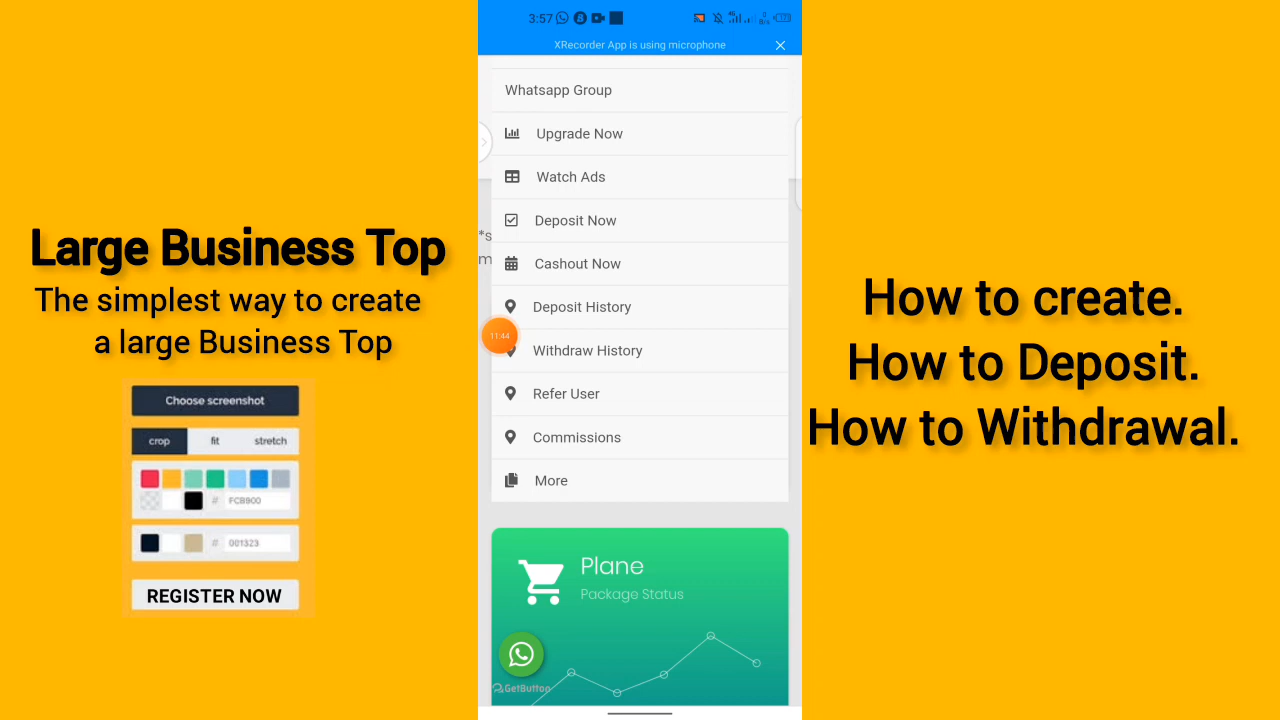 Large Business Top
The simplest way to create
a large Business Top
Choose screenshot
crop fit stretch
# FCB900
# 001323
REGISTER NOW
3:57
XRecorder App is using microphone
Whatsapp Group
Upgrade Now
Watch Ads
*s
Deposit Now
m
Cashout Now
Deposit History
11:44
Withdraw History
Refer User
Commissions
More
Plane
Package Status
GetButton
How to create.
How to Deposit.
How to Withdrawal.